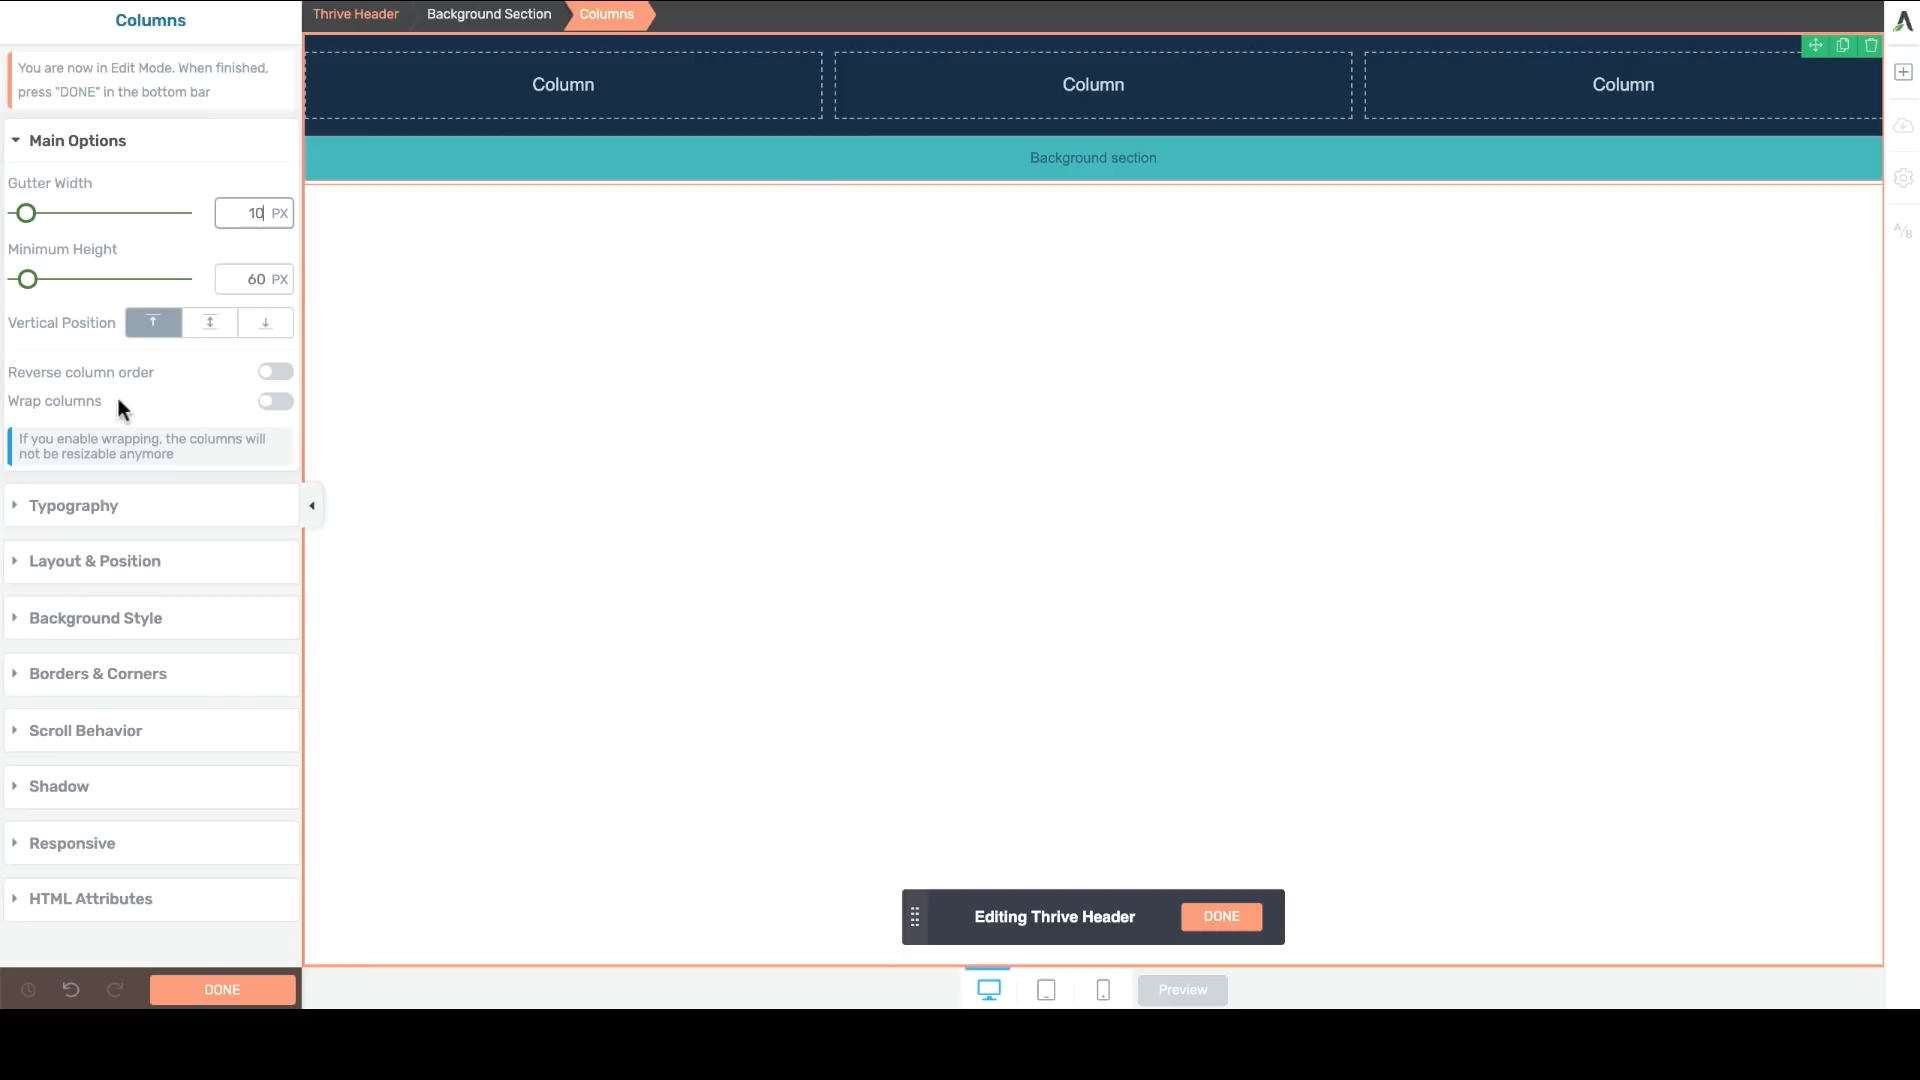 Columns
Thrive Header
Background Section
Columns
You are now in Edit Mode. When finished,
press "DONE" in the bottom bar
Column
Column
Column
Background section
Main Options
Gutter Width
10 PX
Minimum Height
60 PX
Vertical Position
Reverse column order
Wrap columns
If you enable wrapping, the columns will
not be resizable anymore
Typography
Layout & Position
Background Style
Borders & Corners
Scroll Behavior
Shadow
Responsive
HTML Attributes
Editing Thrive Header
DONE
DONE
Preview
A/B